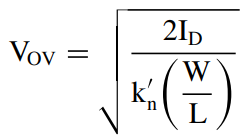 V_OV = √(2I_D / k′_n (W / L))